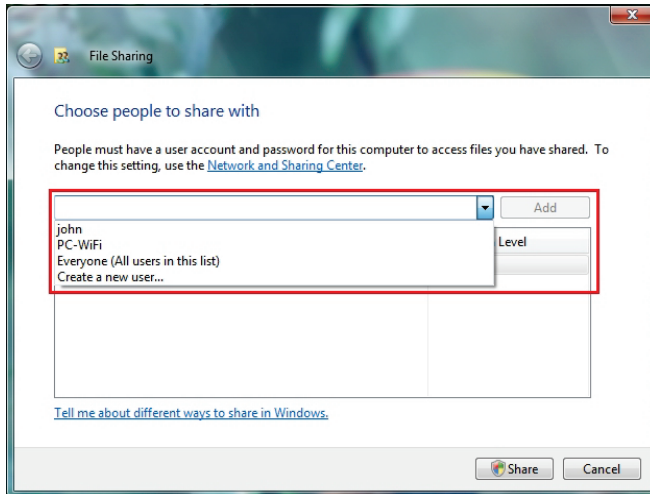 File Sharing
Choose people to share with
People must have a user account and password for this computer to access files you have shared. To
change this setting, use the Network and Sharing Center.
Add
john
PC-WiFi
Level
Everyone (All users in this list)
Create a new user...
Tell me about different ways to share in Windows.
Share Cancel